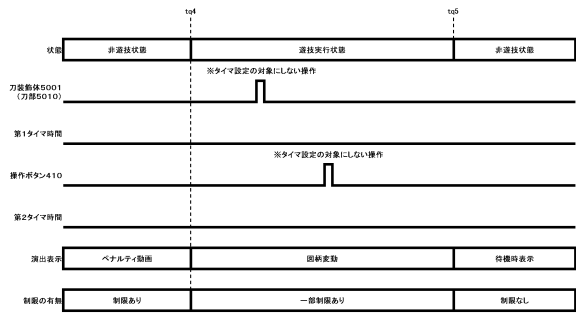 tq4 tq5
状態 非遊技状態 遊技実行状態 非遊技状態
※タイマ設定の対象にしない操作
刀装飾体5001
(刀部5010)
第1タイマ時間
※タイマ設定の対象にしない操作
操作ボタン410
第2タイマ時間
演出表示 ペナルティ動画 図柄変動 待機時表示
制限の有無 制限あり 一部制限あり 制限なし